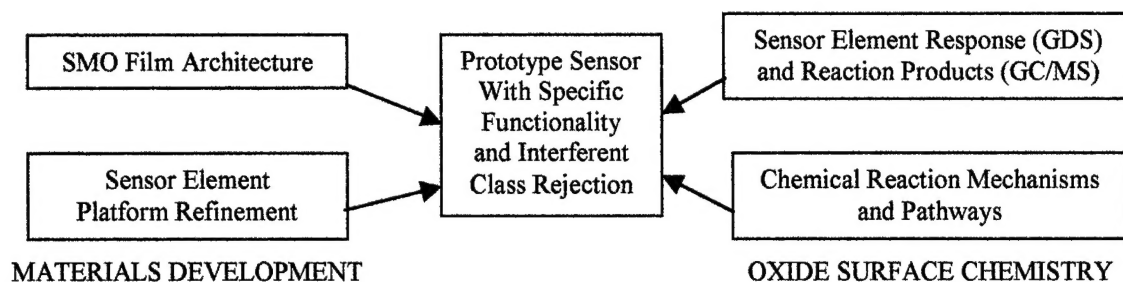 SMO Film Architecture
Sensor Element
Platform Refinement
MATERIALS DEVELOPMENT
Prototype Sensor
With Specific
Functionality
and Interferent
Class Rejection
Sensor Element Response (GDS)
and Reaction Products (GC/MS)
Chemical Reaction Mechanisms
and Pathways
OXIDE SURFACE CHEMISTRY